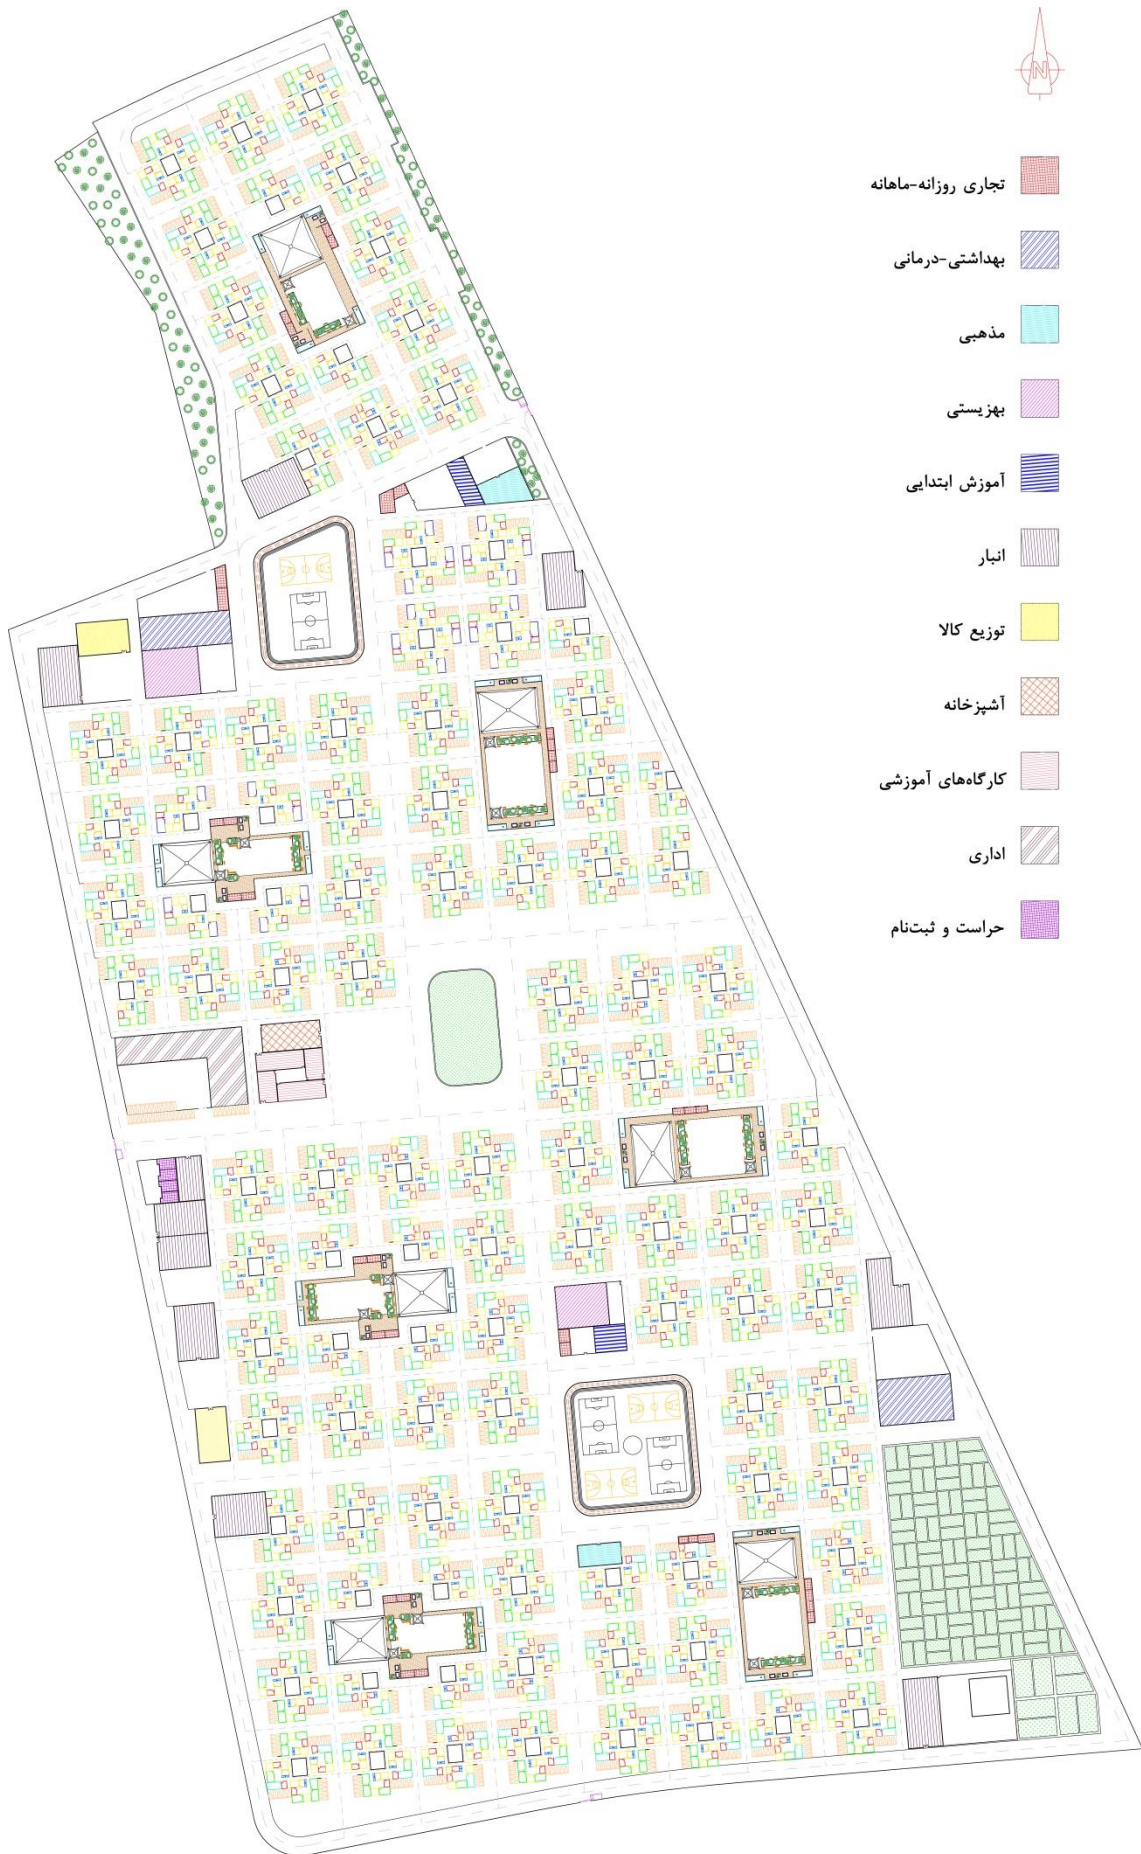 N
تجاری روزانه-ماهانه
بهداشتی-درمانی
مذهبی
بهزیستی
آموزش ابتدایی
انبار
توزیع کالا
آشپزخانه
کارگاه‌های آموزشی
اداری
حراست و ثبت‌نام